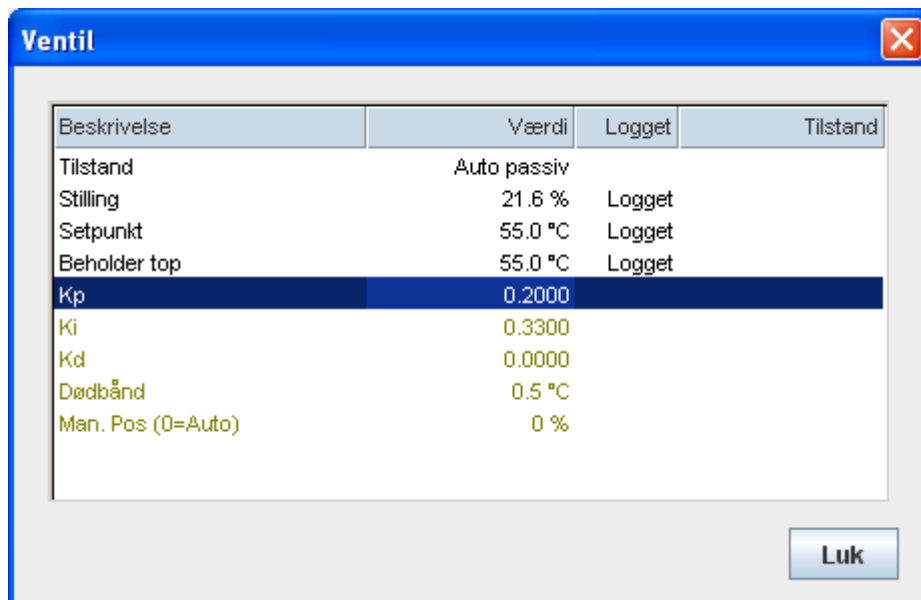 Ventil
Beskrivelse Værdi Logget Tilstand
Tilstand Auto passiv
Stilling 21.6 % Logget
Setpunkt 55.0 °C Logget
Beholder top 55.0 °C Logget
Kp 0.2000
Ki 0.3300
Kd 0.0000
Dødbånd 0.5 °C
Man. Pos (0=Auto) 0 %
Luk